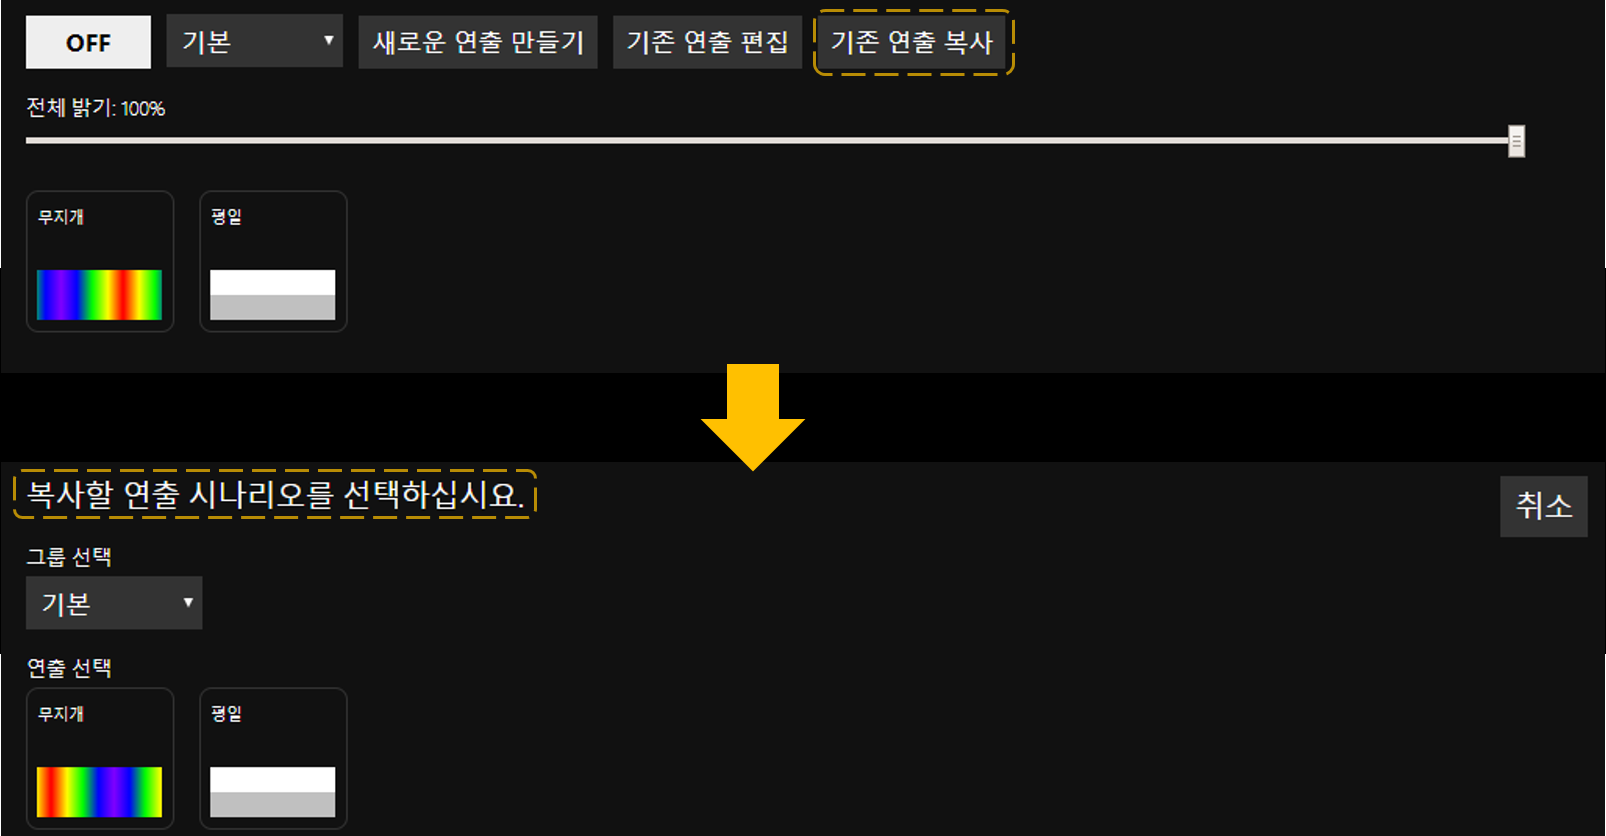 OFF 기본 새로운 연출 만들기 기존 연출 편집 기존 연출 복사
전체 밝기: 100%
무지개 평일
복사할 연출 시나리오를 선택하십시요. 취소
그룹 선택
기본
연출 선택
무지개 평일